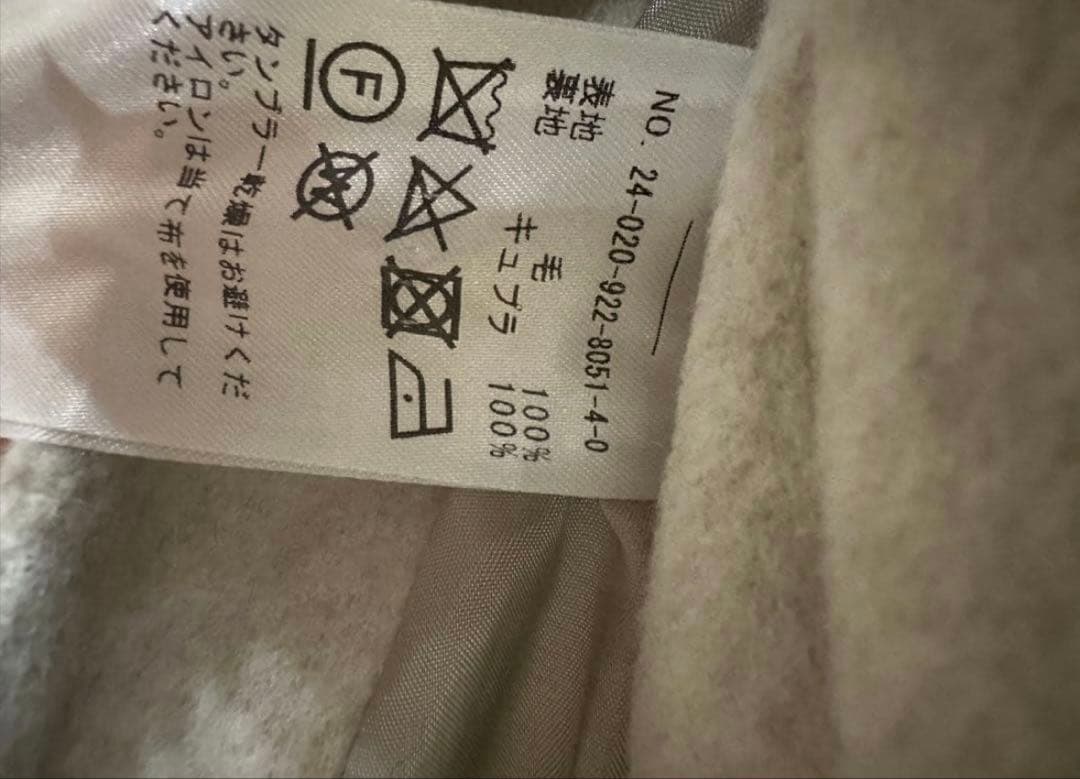 NO. 24-020-922-8051-4-0
表地 毛 100%
裏地 キュプラ 100%
F
W
タンブラー乾燥はお避けくだ
さい。
アイロンは当て布を使用して
ください。